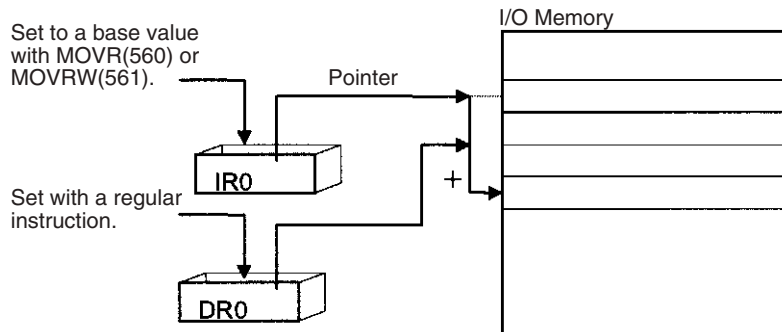 Set to a base value
with MOVR(560) or
MOVRW(561).
Pointer
I/O Memory
IR0
Set with a regular
instruction.
+
DR0